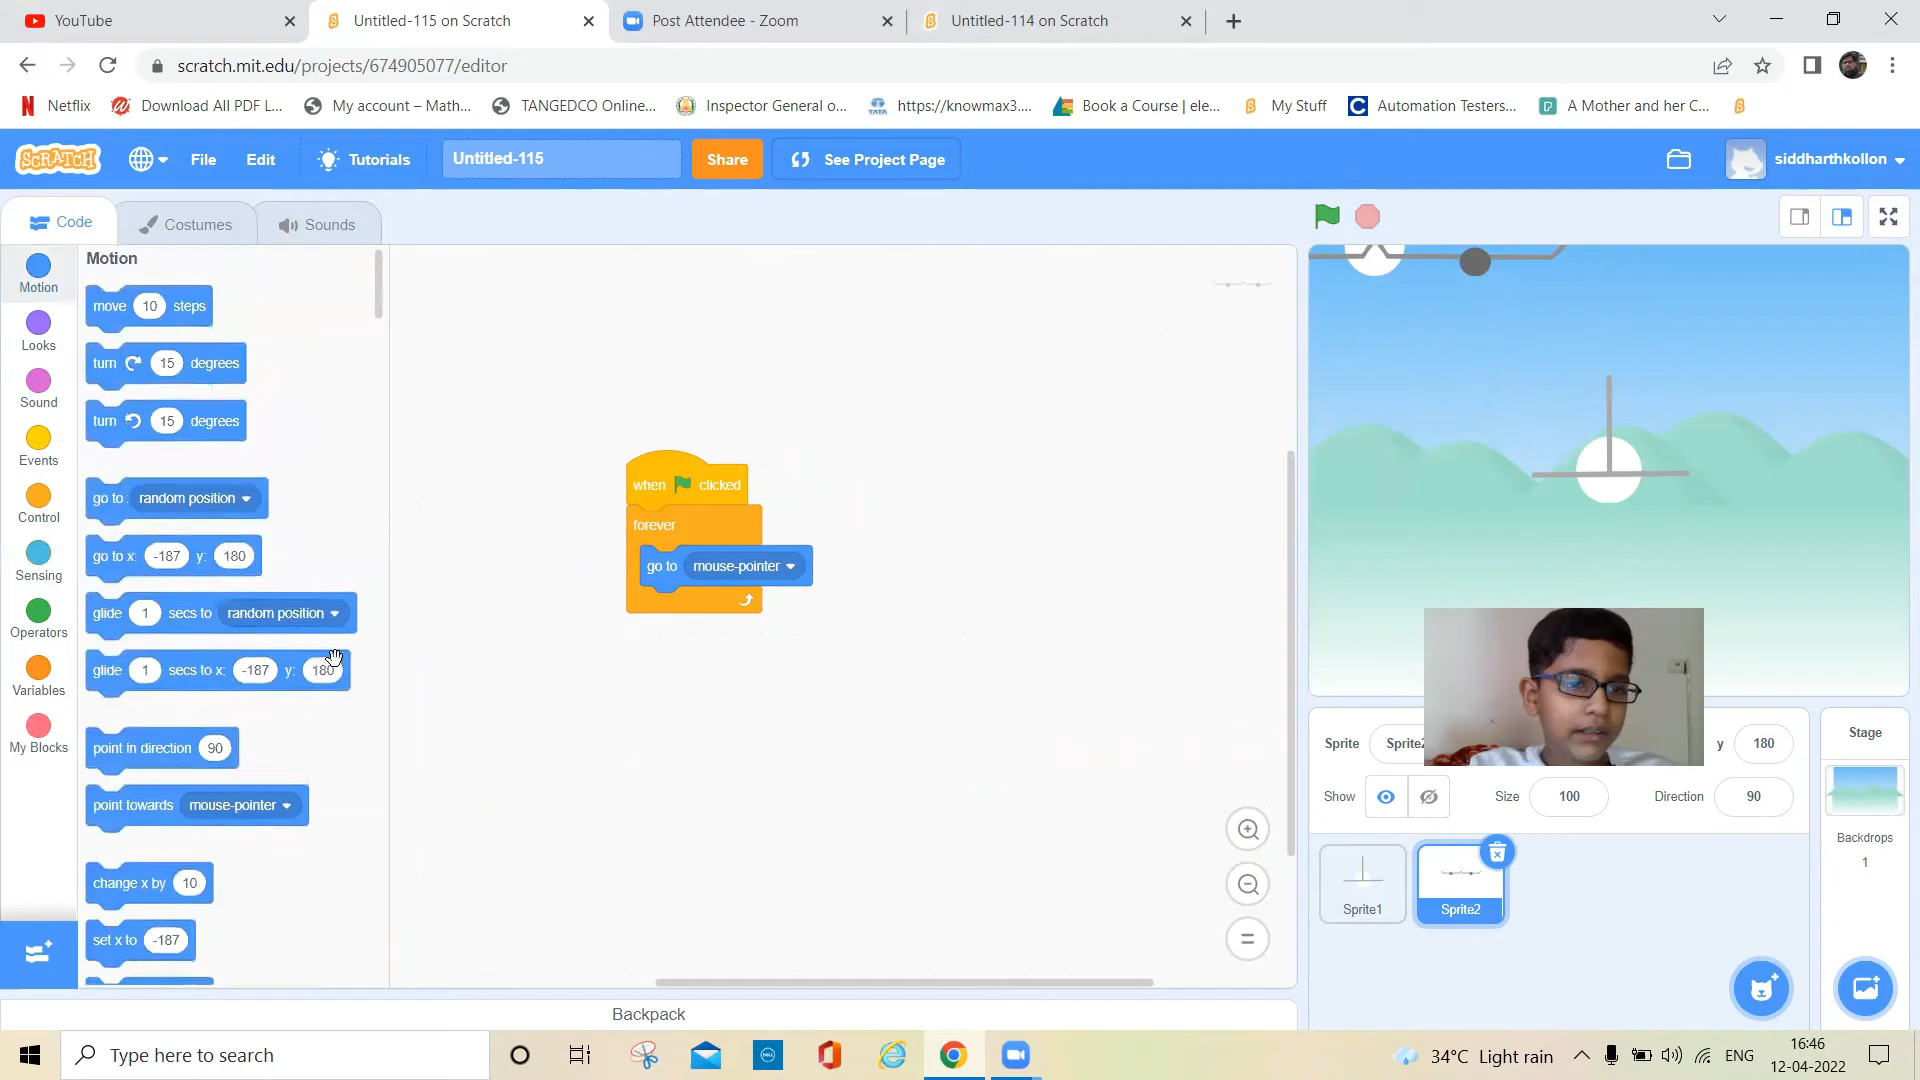 YouTube
Untitled-115 on Scratch
Post Attendee - Zoom
Untitled-114 on Scratch
scratch.mit.edu/projects/674905077/editor
Netflix
Download All PDF L...
My account – Math...
TANGEDCO Online...
Inspector General o...
https://knowmax3....
Book a Course | ele...
My Stuff
Automation Testers...
A Mother and her C...
SCRATCH
File
Edit
Tutorials
Untitled-115
Share
See Project Page
siddharthkollon
Code
Costumes
Sounds
Motion
Looks
Sound
Events
Control
Sensing
Operators
Variables
My Blocks
Motion
move 10 steps
turn 15 degrees
turn 15 degrees
go to random position
go to x: -187 y: 180
glide 1 secs to random position
glide 1 secs to x: -187 y: 180
point in direction 90
point towards mouse-pointer
change x by 10
set x to -187
when clicked
forever
go to mouse-pointer
Sprite
y 180
Show
Size 100
Direction 90
Sprite1
Sprite2
Stage
Backdrops
1
Backpack
Type here to search
34°C Light rain
ENG
16:46
12-04-2022